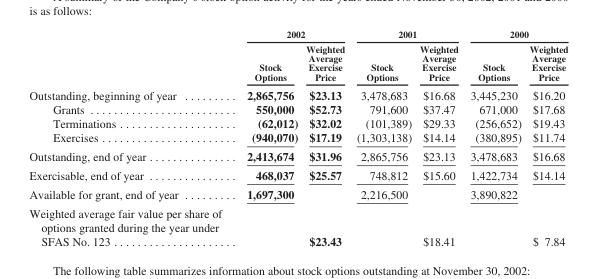 is as follows:
2002 2001 2000
Weighted Weighted Weighted
Average Average Average
Stock Exercise Stock Exercise Stock Exercise
Options Price Options Price Options Price
Outstanding, beginning of year ......... 2,865,756 $23.13 3,478,683 $16.68 3,445,230 $16.20
Grants ........................ 550,000 $52.73 791,600 $37.47 671,000 $17.68
Terminations ................... (62,012) $32.02 (101,389) $29.33 (256,652) $19.43
Exercises ...................... (940,070) $17.19 (1,303,138) $14.14 (380,895) $11.74
Outstanding, end of year .............. 2,413,674 $31.96 2,865,756 $23.13 3,478,683 $16.68
Exercisable, end of year .............. 468,037 $25.57 748,812 $15.60 1,422,734 $14.14
Available for grant, end of year ........ 1,697,300 2,216,500 3,890,822
Weighted average fair value per share of
options granted during the year under
SFAS No. 123 .................... $23.43 $18.41 $ 7.84
The following table summarizes information about stock options outstanding at November 30, 2002: